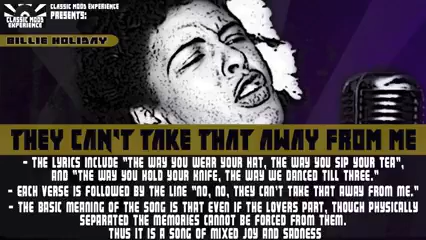 CLASSIC MOOD EXPERIENCE
PRESENTS:
CLASSIC MOOD
EXPERIENCE
BILLIE HOLIDAY
THEY CAN'T TAKE THAT AWAY FROM ME
- THE LYRICS INCLUDE "THE WAY YOU WEAR YOUR HAT, THE WAY YOU SIP YOUR TEA",
AND "THE WAY YOU HOLD YOUR KNIFE, THE WAY WE DANCED TILL THREE."
- EACH VERSE IS FOLLOWED BY THE LINE "NO, NO, THEY CAN'T TAKE THAT AWAY FROM ME."
- THE BASIC MEANING OF THE SONG IS THAT EVEN IF THE LOVERS PART, THOUGH PHYSICALLY
SEPARATED THE MEMORIES CANNOT BE FORCED FROM THEM.
THUS IT IS A SONG OF MIXED JOY AND SADNESS